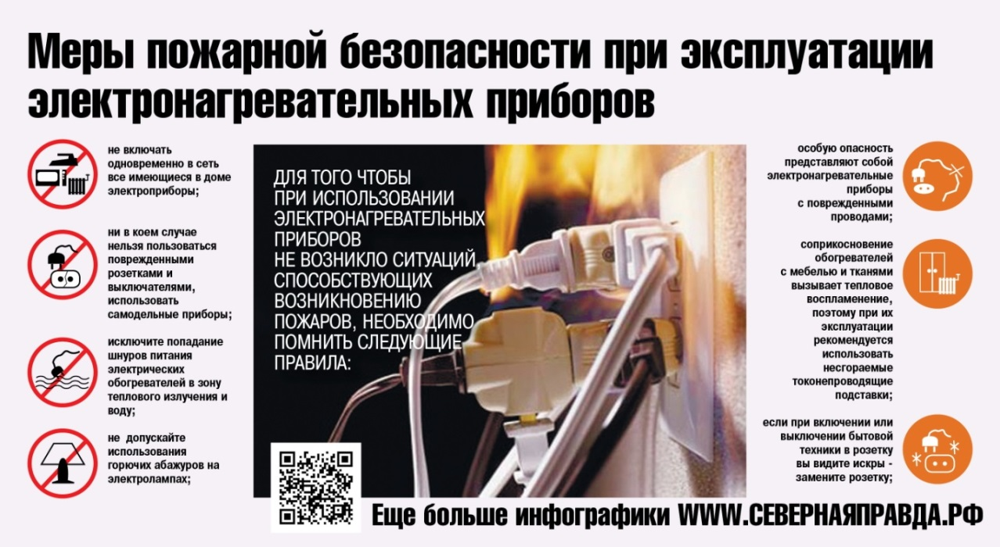 Меры пожарной безопасности при эксплуатации
электронагревательных приборов
не включать
одновременно в сеть
все имеющиеся в доме
электроприборы;
ни в коем случае
нельзя пользоваться
поврежденными
розетками и
выключателями,
использовать
самодельные приборы;
исключите попадание
шнуров питания
электрических
обогревателей в зону
теплового излучения и
воду;
не допускайте
использования
горючих абажуров на
электролампах;
ДЛЯ ТОГО ЧТОБЫ
ПРИ ИСПОЛЬЗОВАНИИ
ЭЛЕКТРОНАГРЕВАТЕЛЬНЫХ
ПРИБОРОВ
НЕ ВОЗНИКЛО СИТУАЦИЙ,
СПОСОБСТВУЮЩИХ
ВОЗНИКНОВЕНИЮ
ПОЖАРОВ, НЕОБХОДИМО
ПОМНИТЬ СЛЕДУЮЩИЕ
ПРАВИЛА:
особую опасность
представляют собой
электронагревательные
приборы
с поврежденными
проводами;
соприкосновение
обогревателей
с мебелью и тканями
вызывает тепловое
воспламенение,
поэтому при их
эксплуатации
рекомендуется
использовать
несгораемые
токонепроводящие
подставки;
если при включении или
выключении бытовой
техники в розетку
вы видите искры -
замените розетку;
Еще больше инфографики WWW.СЕВЕРНАЯПРАВДА.РФ